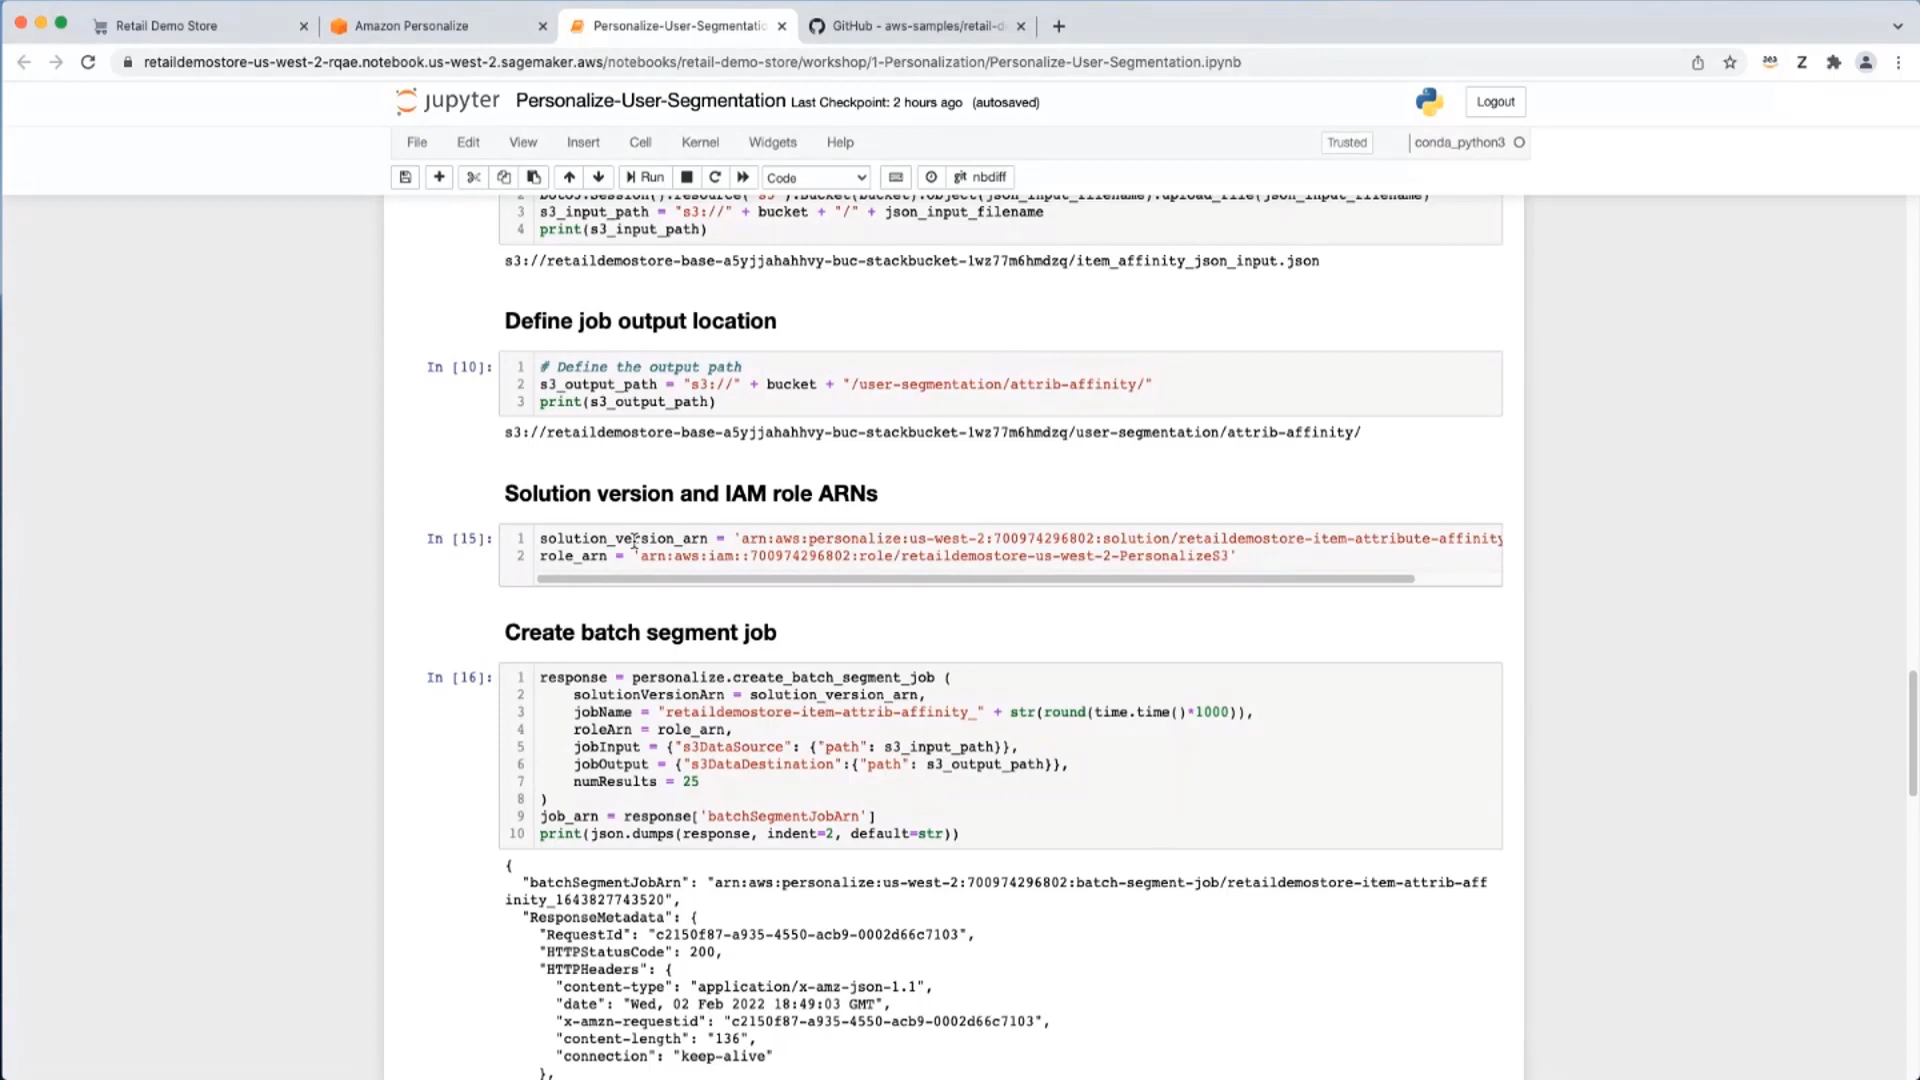 Retail Demo Store
Amazon Personalize
Personalize-User-Segmentatio
GitHub - aws-samples/retail-d
retaildemostore-us-west-2-rqae.notebook.us-west-2.sagemaker.aws/notebooks/retail-demo-store/workshop/1-Personalization/Personalize-User-Segmentation.ipynb
jupyter Personalize-User-Segmentation Last Checkpoint: 2 hours ago (autosaved)
Logout
File Edit View Insert Cell Kernel Widgets Help
Trusted
conda_python3
Run
Code
git nbdiff
2 boto3.Session().resource('s3').Bucket(bucket).Object(json_input_filename).upload_file(json_input_filename)
3 s3_input_path = "s3://" + bucket + "/" + json_input_filename
4 print(s3_input_path)
s3://retaildemostore-base-a5yjjahahhvy-buc-stackbucket-1wz77m6hmdzq/item_affinity_json_input.json
Define job output location
In [10]:
1 # Define the output path
2 s3_output_path = "s3://" + bucket + "/user-segmentation/attrib-affinity/"
3 print(s3_output_path)
s3://retaildemostore-base-a5yjjahahhvy-buc-stackbucket-1wz77m6hmdzq/user-segmentation/attrib-affinity/
Solution version and IAM role ARNs
In [15]:
1 solution_version_arn = 'arn:aws:personalize:us-west-2:700974296802:solution/retaildemostore-item-attribute-affinity
2 role_arn = 'arn:aws:iam::700974296802:role/retaildemostore-us-west-2-PersonalizeS3'
Create batch segment job
In [16]:
1 response = personalize.create_batch_segment_job (
2 solutionVersionArn = solution_version_arn,
3 jobName = "retaildemostore-item-attrib-affinity_" + str(round(time.time()*1000)),
4 roleArn = role_arn,
5 jobInput = {"s3DataSource": {"path": s3_input_path}},
6 jobOutput = {"s3DataDestination":{"path": s3_output_path}},
7 numResults = 25
8 )
9 job_arn = response['batchSegmentJobArn']
10 print(json.dumps(response, indent=2, default=str))
{
"batchSegmentJobArn": "arn:aws:personalize:us-west-2:700974296802:batch-segment-job/retaildemostore-item-attrib-aff
inity_1643827743520",
"ResponseMetadata": {
"RequestId": "c2150f87-a935-4550-acb9-0002d66c7103",
"HTTPStatusCode": 200,
"HTTPHeaders": {
"content-type": "application/x-amz-json-1.1",
"date": "Wed, 02 Feb 2022 18:49:03 GMT",
"x-amzn-requestid": "c2150f87-a935-4550-acb9-0002d66c7103",
"content-length": "136",
"connection": "keep-alive"
},